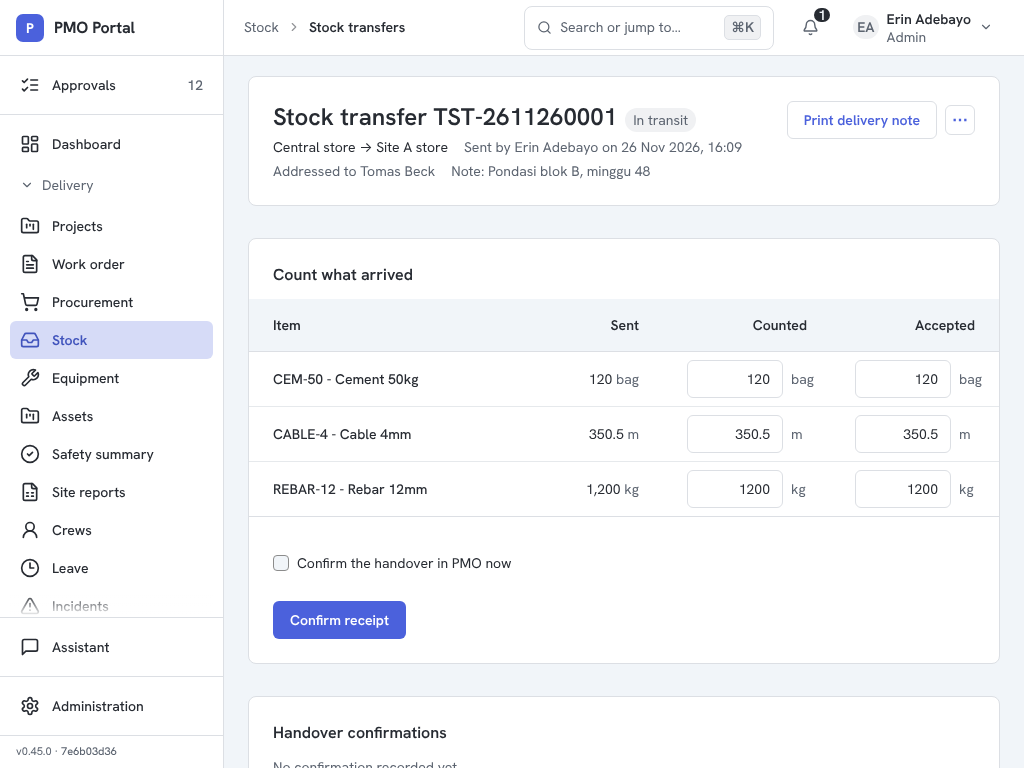 P PMO Portal
Approvals 12
Dashboard
Delivery
Projects
Work order
Procurement
Stock
Equipment
Assets
Safety summary
Site reports
Crews
Leave
Incidents
Assistant
Administration
v0.45.0 · 7e6b03d36
Stock > Stock transfers
Search or jump to... ⌘K
1
EA Erin Adebayo
Admin
Stock transfer TST-2611260001 In transit
Print delivery note ...
Central store → Site A store Sent by Erin Adebayo on 26 Nov 2026, 16:09
Addressed to Tomas Beck Note: Pondasi blok B, minggu 48
Count what arrived
Item Sent Counted Accepted
CEM-50 - Cement 50kg 120 bag 120 bag 120 bag
CABLE-4 - Cable 4mm 350.5 m 350.5 m 350.5 m
REBAR-12 - Rebar 12mm 1,200 kg 1200 kg 1200 kg
Confirm the handover in PMO now
Confirm receipt
Handover confirmations
No confirmation recorded yet